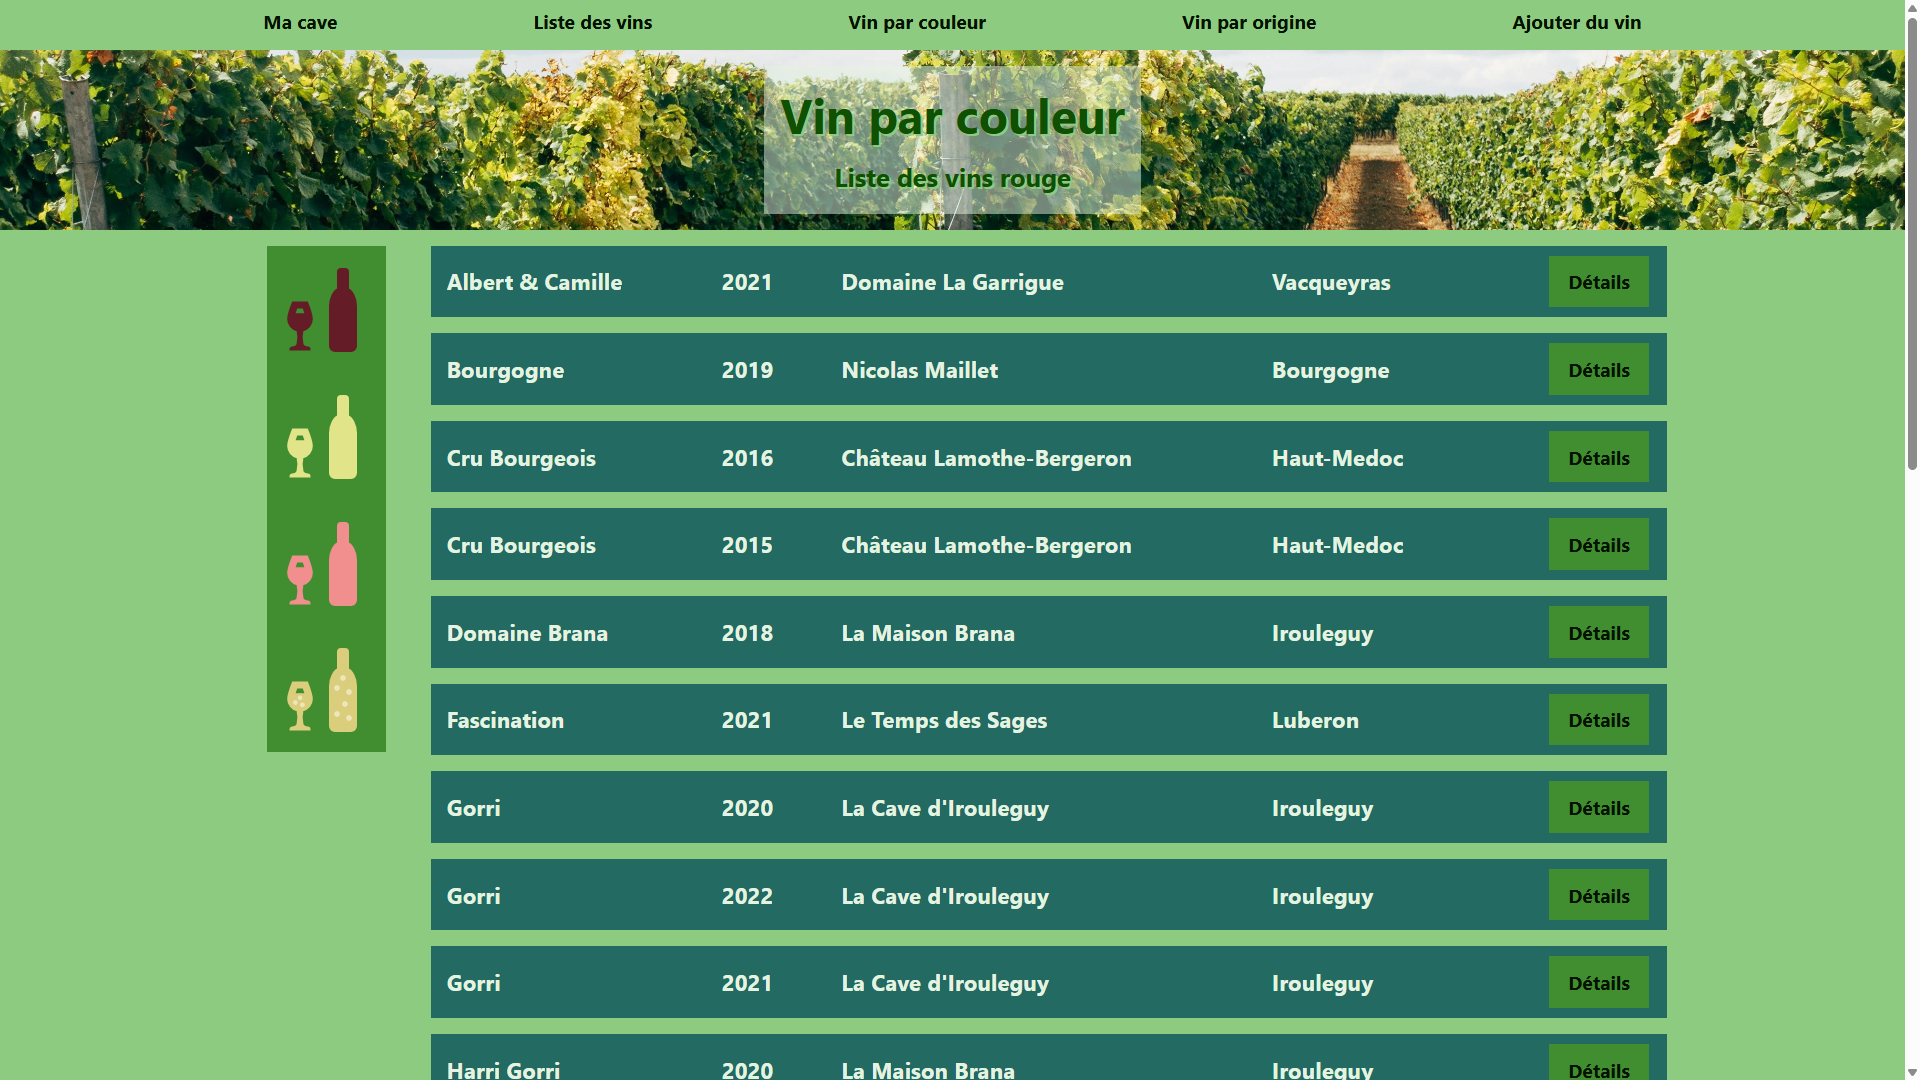 Ma cave Liste des vins Vin par couleur Vin par origine Ajouter du vin
Vin par couleur
Liste des vins rouge
Albert & Camille 2021 Domaine La Garrigue Vacqueyras Détails
Bourgogne 2019 Nicolas Maillet Bourgogne Détails
Cru Bourgeois 2016 Château Lamothe-Bergeron Haut-Medoc Détails
Cru Bourgeois 2015 Château Lamothe-Bergeron Haut-Medoc Détails
Domaine Brana 2018 La Maison Brana Irouleguy Détails
Fascination 2021 Le Temps des Sages Luberon Détails
Gorri 2020 La Cave d'Irouleguy Irouleguy Détails
Gorri 2022 La Cave d'Irouleguy Irouleguy Détails
Gorri 2021 La Cave d'Irouleguy Irouleguy Détails
Harri Gorri 2020 La Maison Brana Irouleguy Détails